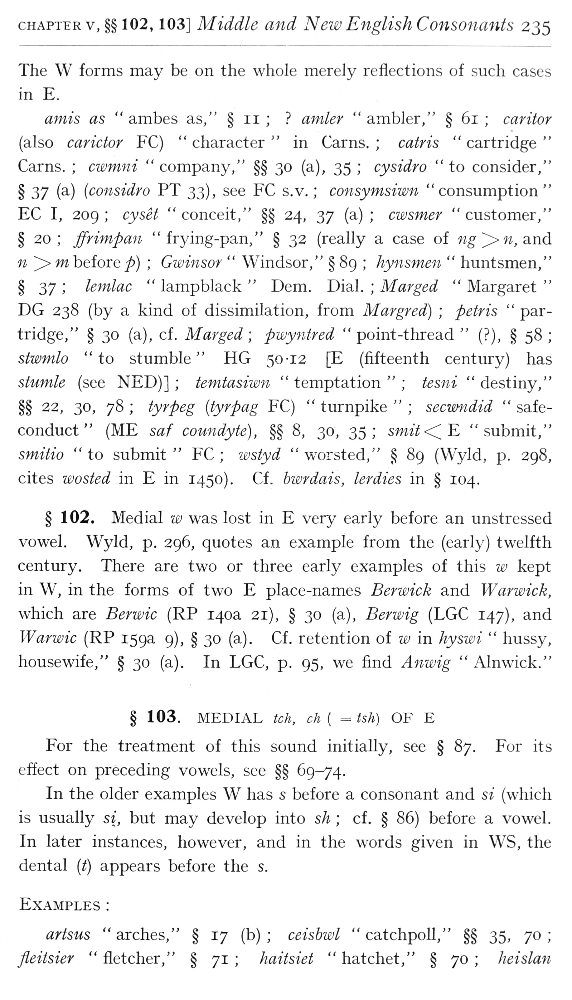 CHAPTER V, §§ 102, 103] Middle and New English Consonants 235
The W forms may be on the whole merely reflections of such cases
in E.
amis as “ambes as,” § 11; ? amler “ambler,” § 61; caritor
(also carictor FC) “character” in Carns.; catris “cartridge”
Carns.; cwmni “company,” §§ 30 (a), 35; cysidro “to consider,”
§ 37 (a) (considro PT 33), see FC s.v.; consymsiwn “consumption”
EC I, 209; cysêt “conceit,” §§ 24, 37 (a); cwsmer “customer,”
§ 20; ffrimpan “frying-pan,” § 32 (really a case of ng > n, and
n > m before p); Gwinsor “Windsor,” § 89; hynsmen “huntsmen,”
§ 37; lemlac “lampblack” Dem. Dial.; Marged “Margaret”
DG 238 (by a kind of dissimilation, from Margred); petris “par-
tridge,” § 30 (a), cf. Marged; pwyntred “point-thread” (?), § 58;
stwmlo “to stumble” HG 50·12 [E (fifteenth century) has
stumle (see NED)]; temtasiwn “temptation”; tesni “destiny,”
§§ 22, 30, 78; tyrpeg (tyrpag FC) “turnpike”; secwndid “safe-
conduct” (ME saf coundyte), §§ 8, 30, 35; smit < E “submit,”
smitio “to submit” FC; wstyd “worsted,” § 89 (Wyld, p. 298,
cites wosted in E in 1450). Cf. bwrdais, lerdies in § 104.
§ 102. Medial w was lost in E very early before an unstressed
vowel. Wyld, p. 296, quotes an example from the (early) twelfth
century. There are two or three early examples of this w kept
in W, in the forms of two E place-names Berwick and Warwick,
which are Berwic (RP 140a 21), § 30 (a), Berwig (LGC 147), and
Warwic (RP 159a 9), § 30 (a). Cf. retention of w in hyswi “hussy,
housewife,” § 30 (a). In LGC, p. 95, we find Anwig “Alnwick.”
§ 103. MEDIAL tch, ch ( = tsh) OF E
For the treatment of this sound initially, see § 87. For its
effect on preceding vowels, see §§ 69–74.
In the older examples W has s before a consonant and si (which
is usually si̯, but may develop into sh; cf. § 86) before a vowel.
In later instances, however, and in the words given in WS, the
dental (t) appears before the s.
EXAMPLES:
artsus “arches,” § 17 (b); ceisbwl “catchpoll,” §§ 35, 70;
fleitsier “fletcher,” § 71; haitsiet “hatchet,” § 70; heislan